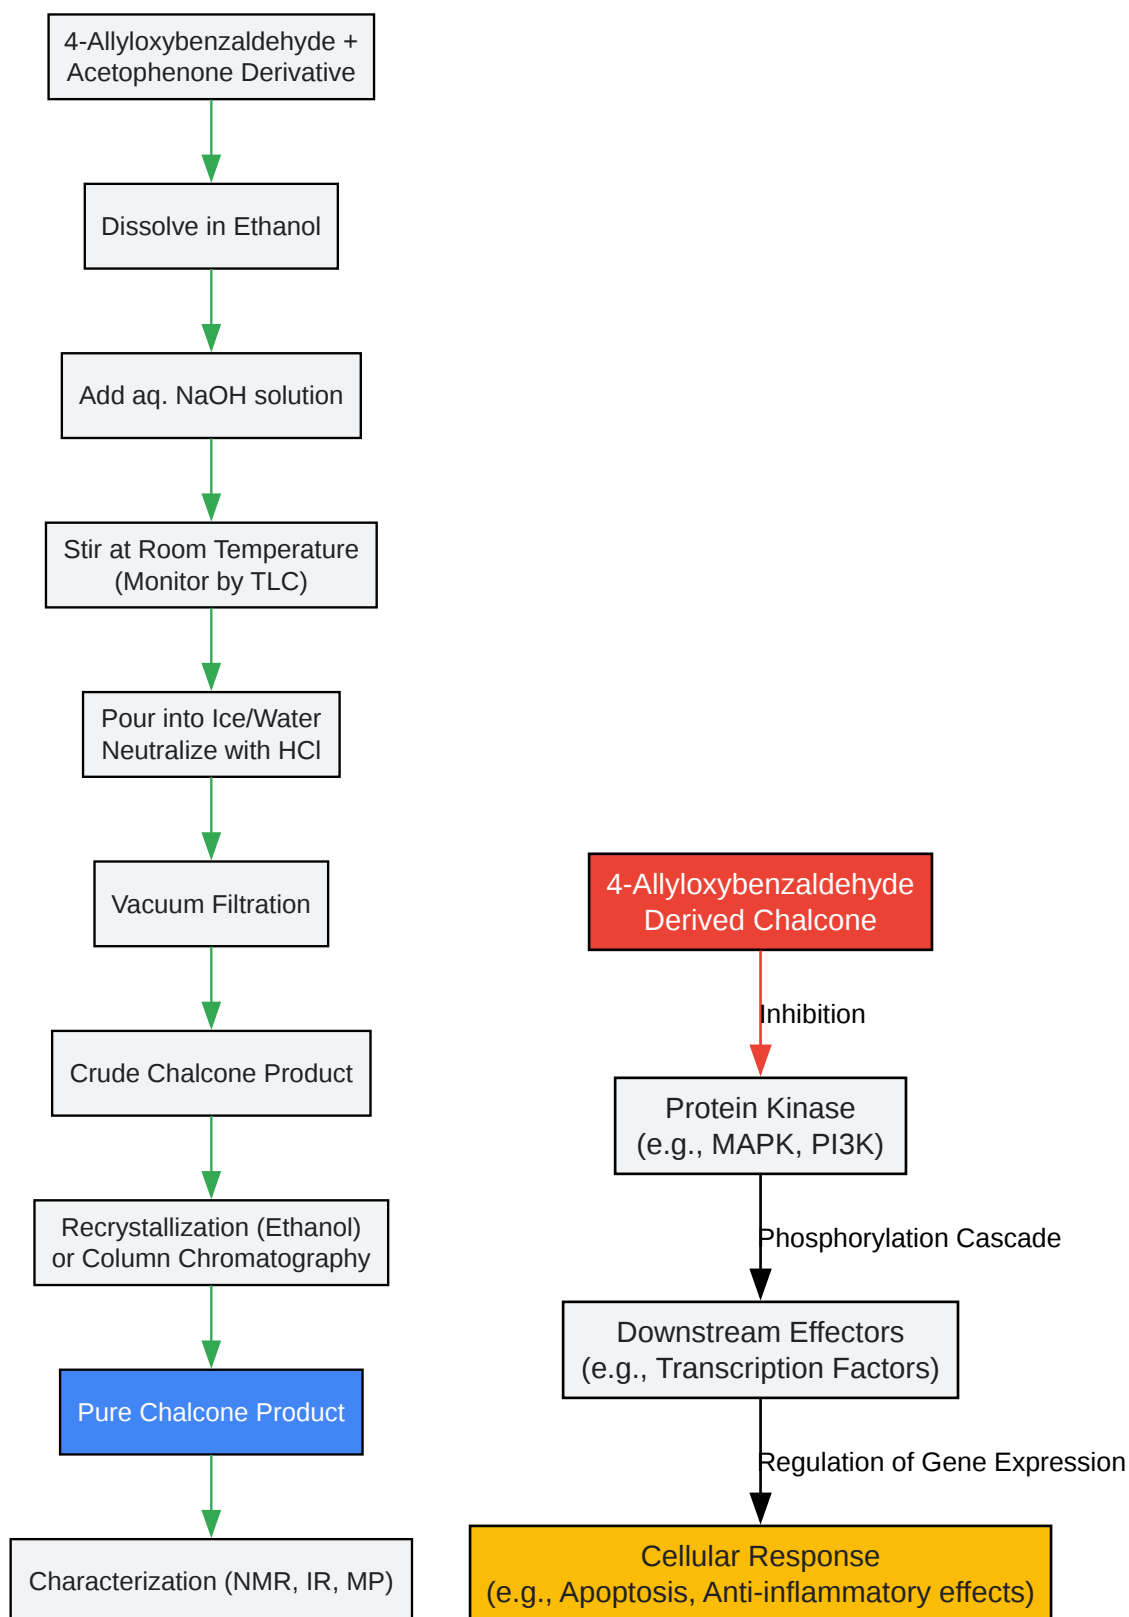 4-Allyloxybenzaldehyde +
Acetophenone Derivative
Dissolve in Ethanol
Add aq. NaOH solution
Stir at Room Temperature
(Monitor by TLC)
Pour into Ice/Water
Neutralize with HCl
Vacuum Filtration
Crude Chalcone Product
Recrystallization (Ethanol)
or Column Chromatography
Pure Chalcone Product
Characterization (NMR, IR, MP)
4-Allyloxybenzaldehyde
Derived Chalcone
Inhibition
Protein Kinase
(e.g., MAPK, PI3K)
Phosphorylation Cascade
Downstream Effectors
(e.g., Transcription Factors)
Regulation of Gene Expression
Cellular Response
(e.g., Apoptosis, Anti-inflammatory effects)